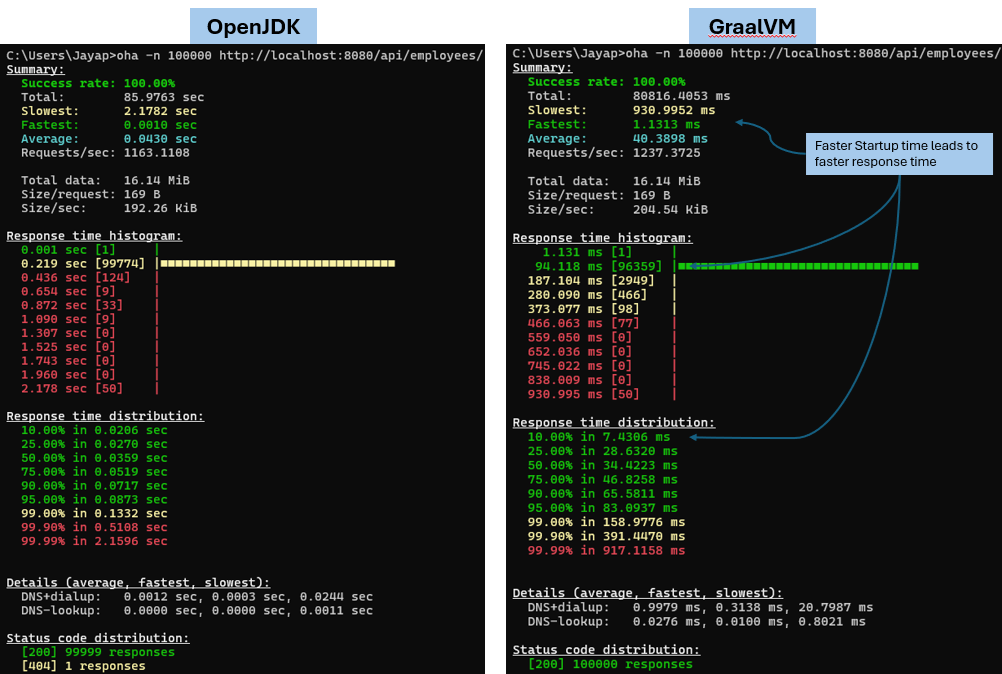 OpenJDK
C:\Users\Jayap>oha -n 100000 http://localhost:8080/api/employees/
Summary:
Success rate: 100.00%
Total: 85.9763 sec
Slowest: 2.1782 sec
Fastest: 0.0010 sec
Average: 0.0430 sec
Requests/sec: 1163.1108
Total data: 16.14 MiB
Size/request: 169 B
Size/sec: 192.26 KiB
Response time histogram:
0.001 sec [1] |
0.219 sec [99774] |■■■■■■■■■■■■■■■■■■■■■■■■■■■■■■■■
0.436 sec [124] |
0.654 sec [9] |
0.872 sec [33] |
1.090 sec [9] |
1.307 sec [0] |
1.525 sec [0] |
1.743 sec [0] |
1.960 sec [0] |
2.178 sec [50] |
Response time distribution:
10.00% in 0.0206 sec
25.00% in 0.0270 sec
50.00% in 0.0359 sec
75.00% in 0.0519 sec
90.00% in 0.0717 sec
95.00% in 0.0873 sec
99.00% in 0.1332 sec
99.90% in 0.5108 sec
99.99% in 2.1596 sec
Details (average, fastest, slowest):
DNS+dialup: 0.0012 sec, 0.0003 sec, 0.0244 sec
DNS-lookup: 0.0000 sec, 0.0000 sec, 0.0011 sec
Status code distribution:
[200] 99999 responses
[404] 1 responses
GraalVM
C:\Users\Jayap>oha -n 100000 http://localhost:8080/api/employees/
Summary:
Success rate: 100.00%
Total: 80816.4053 ms
Slowest: 930.9952 ms
Fastest: 1.1313 ms
Average: 40.3898 ms
Requests/sec: 1237.3725
Total data: 16.14 MiB
Size/request: 169 B
Size/sec: 204.54 KiB
Faster Startup time leads to
faster response time
Response time histogram:
1.131 ms [1] |
94.118 ms [96359] |■■■■■■■■■■■■■■■■■■■■■■■■■■■■■■■■
187.104 ms [2949] |
280.090 ms [466] |
373.077 ms [98] |
466.063 ms [77] |
559.050 ms [0] |
652.036 ms [0] |
745.022 ms [0] |
838.009 ms [0] |
930.995 ms [50] |
Response time distribution:
10.00% in 7.4306 ms
25.00% in 28.6320 ms
50.00% in 34.4223 ms
75.00% in 46.8258 ms
90.00% in 65.5811 ms
95.00% in 83.0937 ms
99.00% in 158.9776 ms
99.90% in 391.4470 ms
99.99% in 917.1158 ms
Details (average, fastest, slowest):
DNS+dialup: 0.9979 ms, 0.3138 ms, 20.7987 ms
DNS-lookup: 0.0276 ms, 0.0100 ms, 0.8021 ms
Status code distribution:
[200] 100000 responses